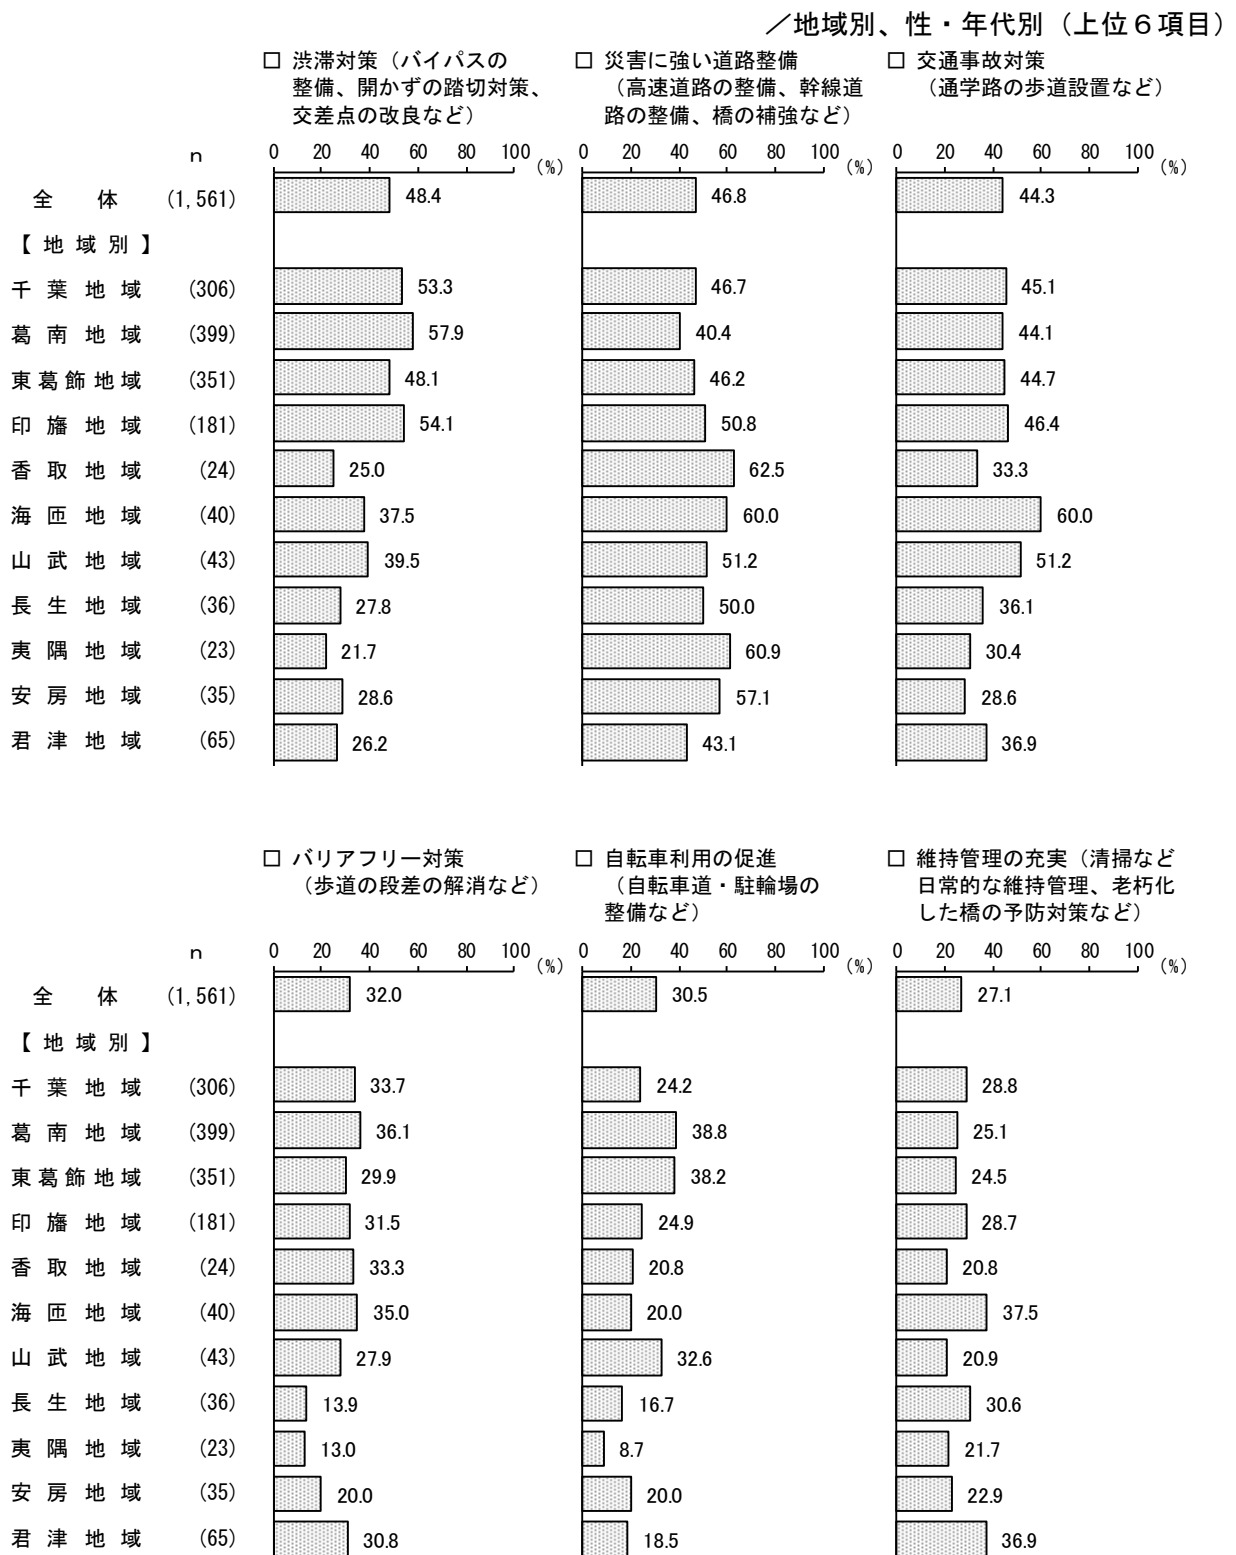 ／地域別、性・年代別（上位６項目）
□ 渋滞対策（バイパスの
整備、開かずの踏切対策、
交差点の改良など）
□ 災害に強い道路整備
（高速道路の整備、幹線道
路の整備、橋の補強など）
□ 交通事故対策
（通学路の歩道設置など）
n 0 20 40 60 80 100 (%) 0 20 40 60 80 100 (%) 0 20 40 60 80 100 (%)
全体 (1,561) 48.4 46.8 44.3
【地域別】
千葉地域 (306) 53.3 46.7 45.1
葛南地域 (399) 57.9 40.4 44.1
東葛飾地域 (351) 48.1 46.2 44.7
印旛地域 (181) 54.1 50.8 46.4
香取地域 (24) 25.0 62.5 33.3
海匝地域 (40) 37.5 60.0 60.0
山武地域 (43) 39.5 51.2 51.2
長生地域 (36) 27.8 50.0 36.1
夷隅地域 (23) 21.7 60.9 30.4
安房地域 (35) 28.6 57.1 28.6
君津地域 (65) 26.2 43.1 36.9
□ バリアフリー対策
（歩道の段差の解消など）
□ 自転車利用の促進
（自転車道・駐輪場の
整備など）
□ 維持管理の充実（清掃など
日常的な維持管理、老朽化
した橋の予防対策など）
n 0 20 40 60 80 100 (%) 0 20 40 60 80 100 (%) 0 20 40 60 80 100 (%)
全体 (1,561) 32.0 30.5 27.1
【地域別】
千葉地域 (306) 33.7 24.2 28.8
葛南地域 (399) 36.1 38.8 25.1
東葛飾地域 (351) 29.9 38.2 24.5
印旛地域 (181) 31.5 24.9 28.7
香取地域 (24) 33.3 20.8 20.8
海匝地域 (40) 35.0 20.0 37.5
山武地域 (43) 27.9 32.6 20.9
長生地域 (36) 13.9 16.7 30.6
夷隅地域 (23) 13.0 8.7 21.7
安房地域 (35) 20.0 20.0 22.9
君津地域 (65) 30.8 18.5 36.9